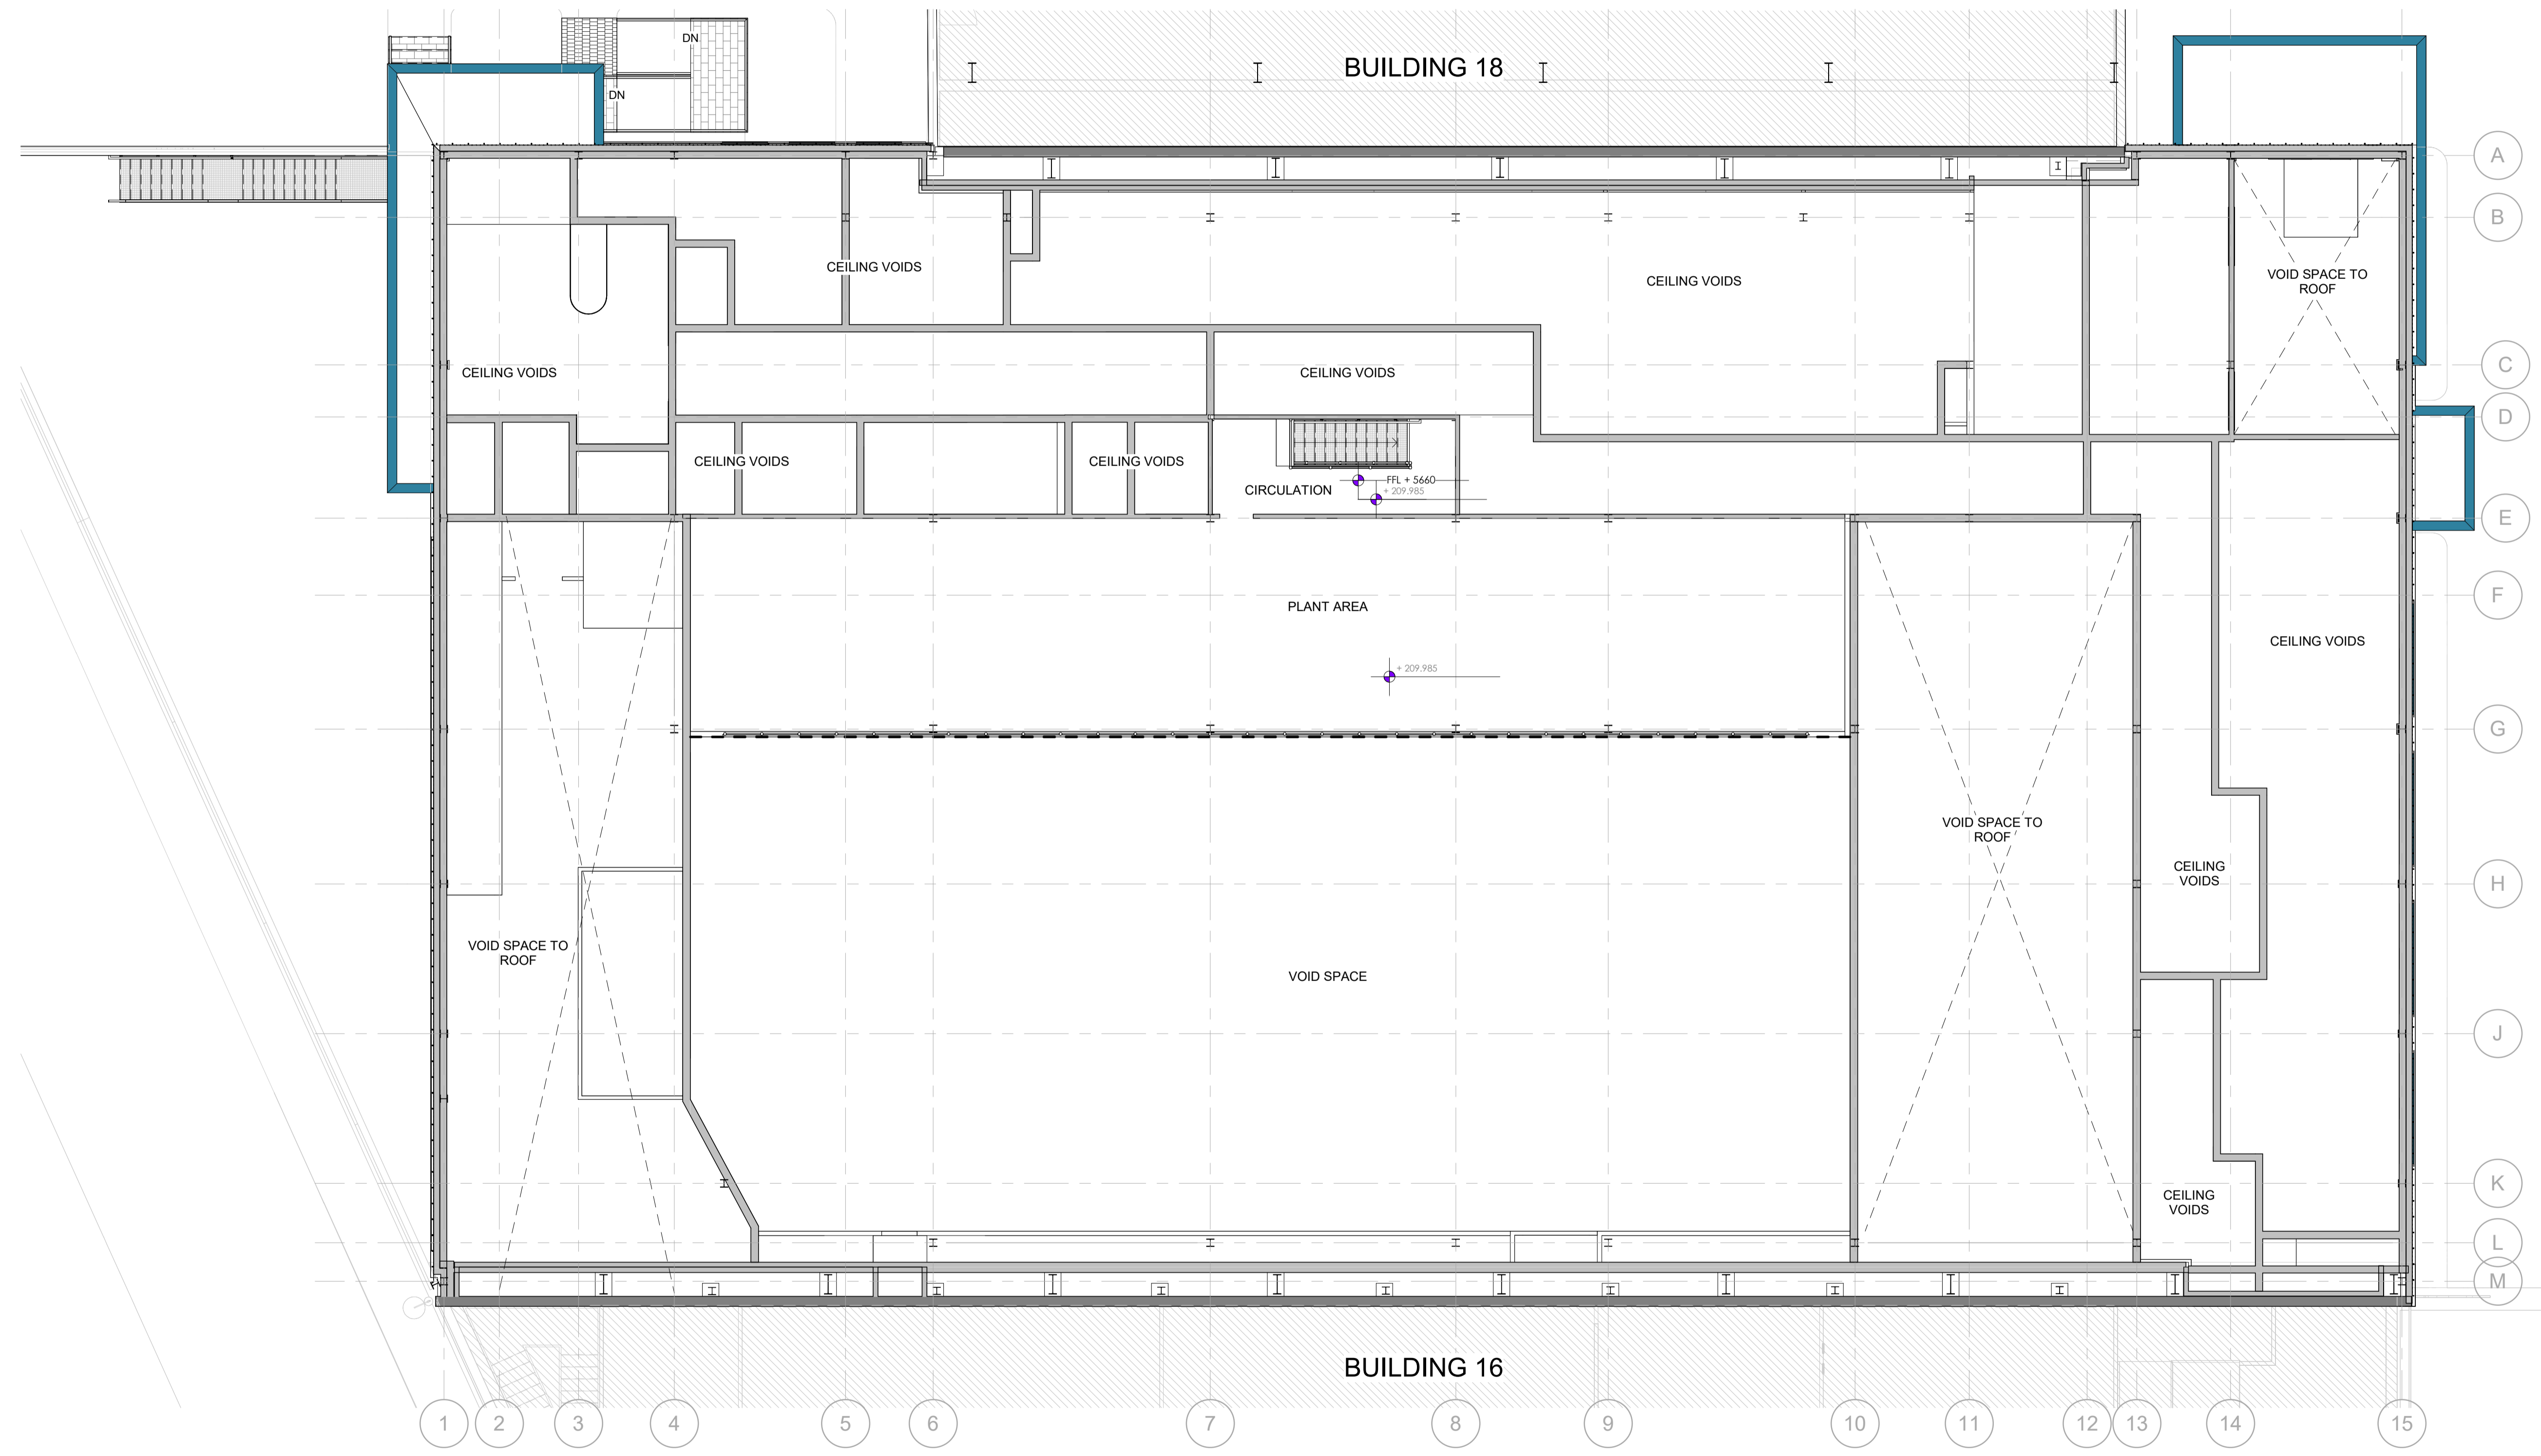 DN
BUILDING 18
DN
A
B
CEILING VOIDS
CEILING VOIDS
VOID SPACE TO
ROOF
CEILING VOIDS
CEILING VOIDS
C
D
CEILING VOIDS
CEILING VOIDS
FFL + 5660
CIRCULATION
+ 209.985
E
F
PLANT AREA
CEILING VOIDS
+ 209.985
G
VOID SPACE TO
ROOF
CEILING
VOIDS
H
VOID SPACE TO
ROOF
VOID SPACE
J
K
CEILING
VOIDS
L
M
BUILDING 16
1
2
3
4
5
6
7
8
9
10
11
12
13
14
15